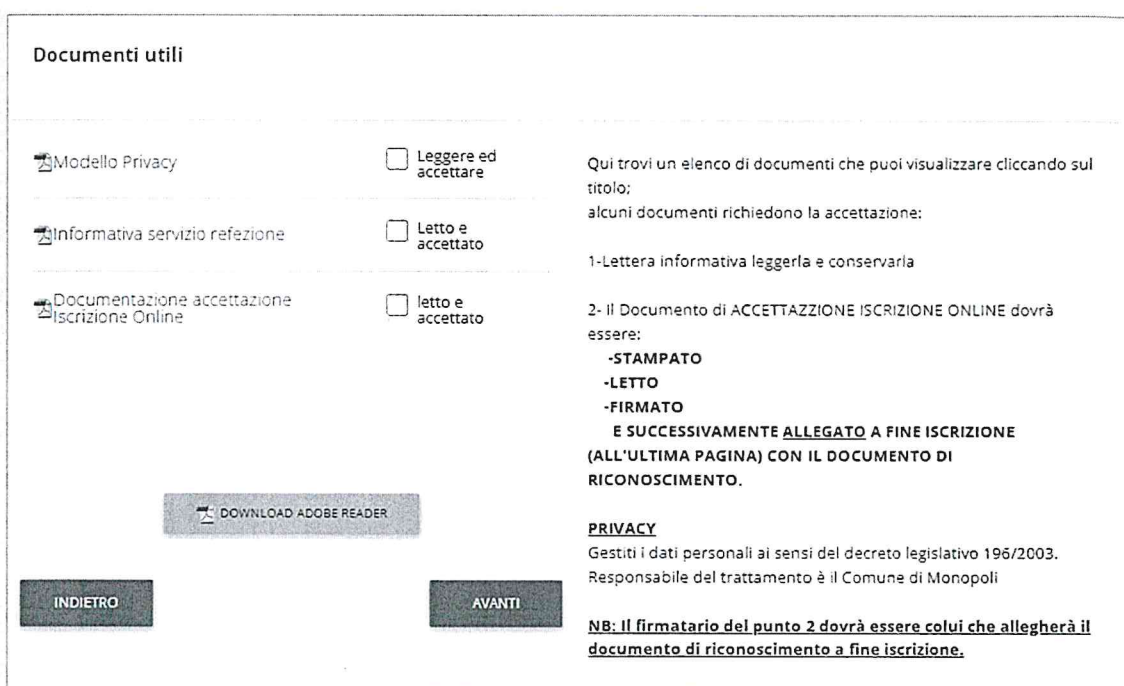 Documenti utili
Modello Privacy
Leggere ed
accettare
Informativa servizio refezione
Letto e
accettato
Documentazione accettazione
Iscrizione Online
letto e
accettato
DOWNLOAD ADOBE READER
INDIETRO
AVANTI
Qui trovi un elenco di documenti che puoi visualizzare cliccando sul
titolo;
alcuni documenti richiedono la accettazione:
1-Lettera informativa leggerla e conservarla
2- Il Documento di ACCETTAZZIONE ISCRIZIONE ONLINE dovrà
essere:
-STAMPATO
-LETTO
-FIRMATO
E SUCCESSIVAMENTE ALLEGATO A FINE ISCRIZIONE
(ALL'ULTIMA PAGINA) CON IL DOCUMENTO DI
RICONOSCIMENTO.
PRIVACY
Gestiti i dati personali ai sensi del decreto legislativo 196/2003.
Responsabile del trattamento è il Comune di Monopoli
NB: Il firmatario del punto 2 dovrà essere colui che allegherà il
documento di riconoscimento a fine iscrizione.